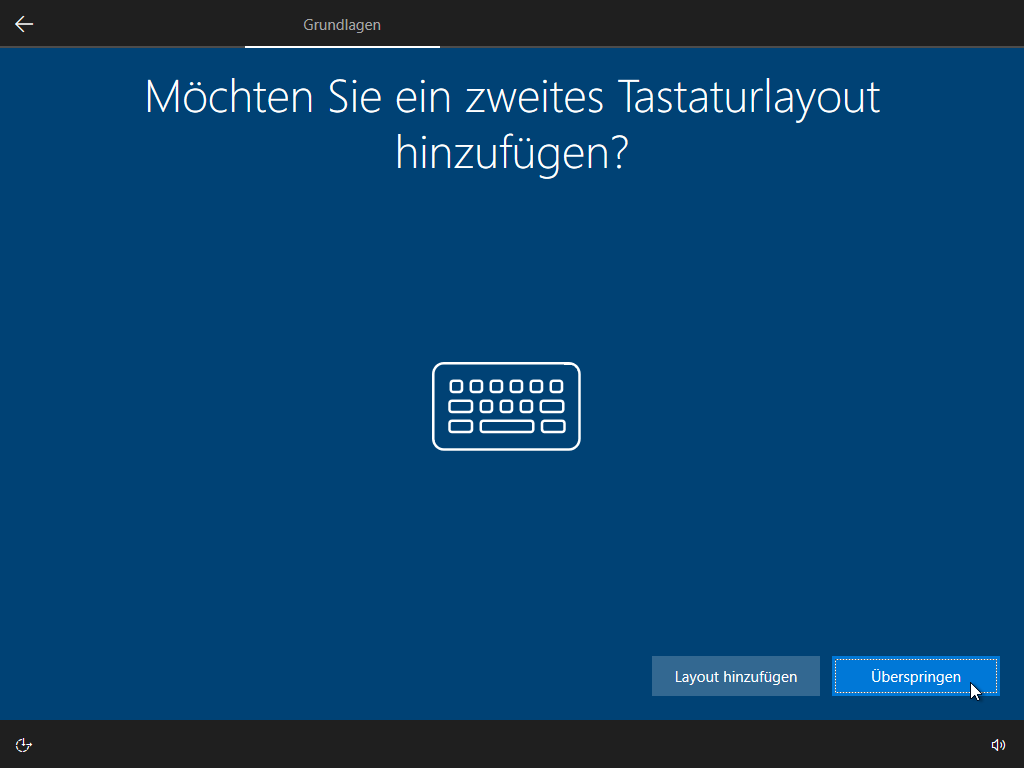 Grundlagen
Möchten Sie ein zweites Tastaturlayout
hinzufügen?
Layout hinzufügen
Überspringen